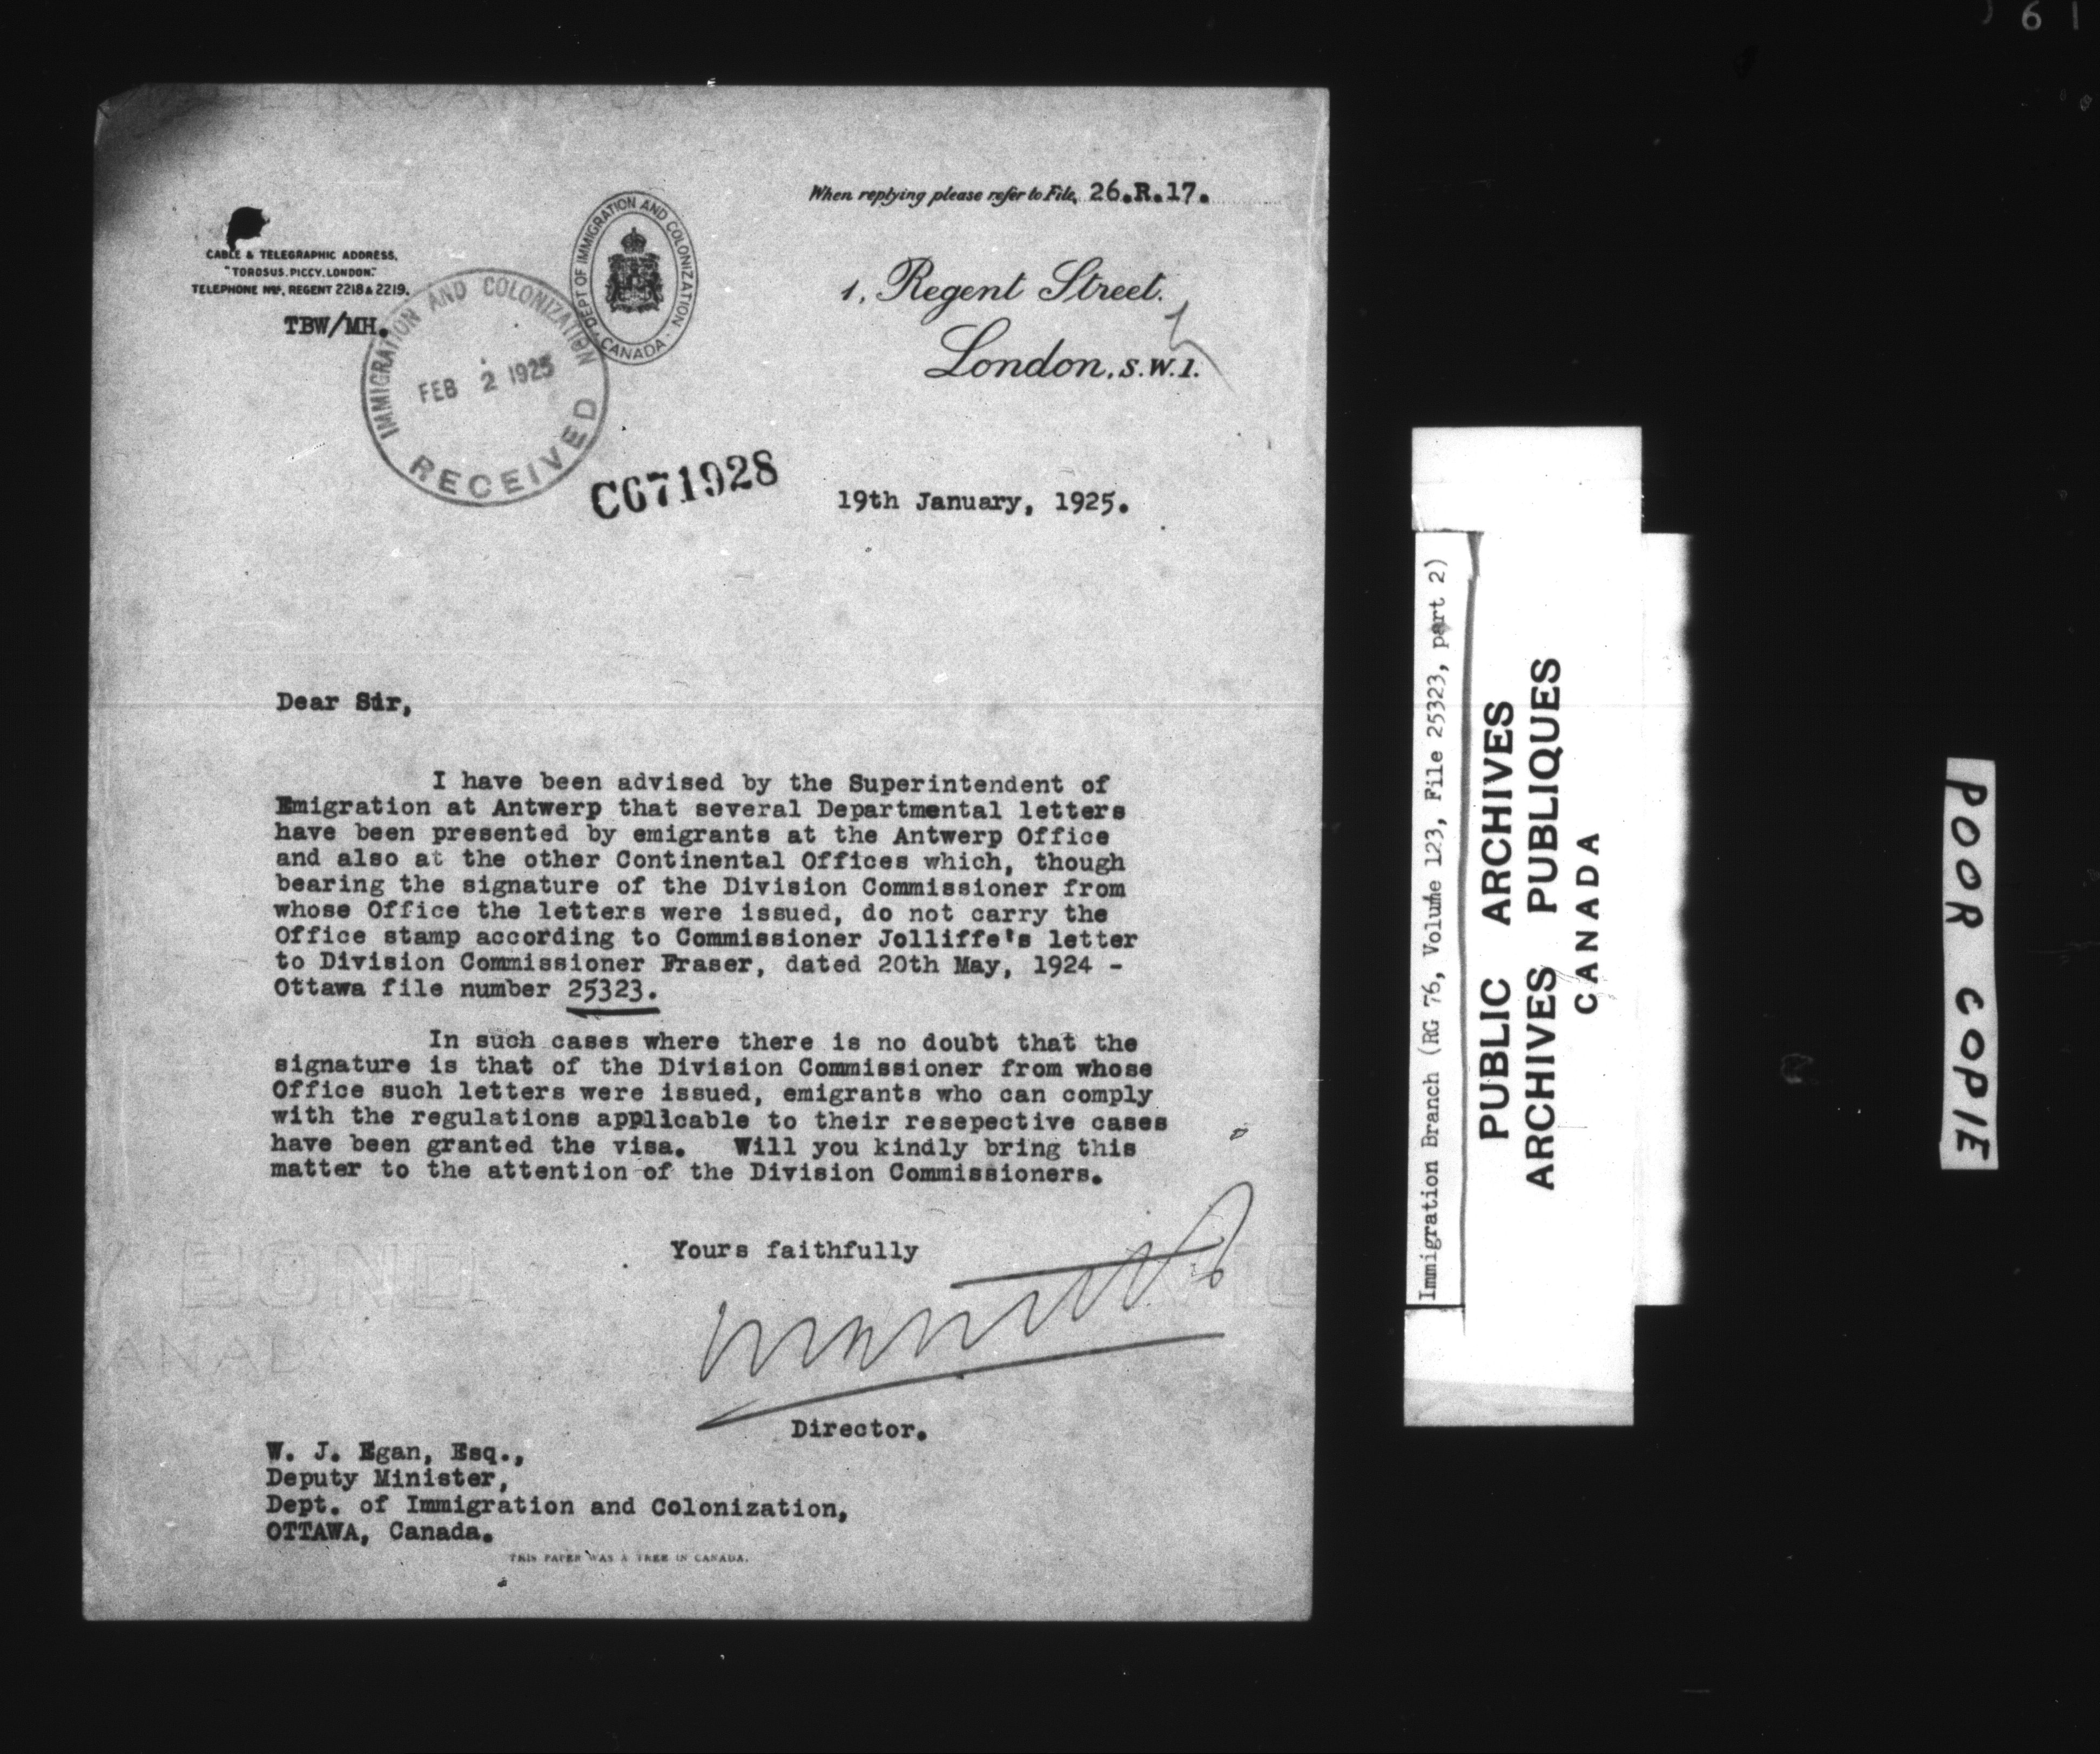 61
When replying please refer to File, 26.R.17.
CABLE & TELEGRAPHIC ADDRESS,
"TOROSUS. PICCY. LONDON."
TELEPHONE Nos. REGENT 2218 & 2219.
TBW/MH.
DEPT OF IMMIGRATION AND COLONIZATION
CANADA
1, Regent Street.
London, S.W.1.
IMMIGRATION AND COLONIZATION
FEB 2 1925
RECEIVED
C671928
19th January, 1925.
Dear Sir,
I have been advised by the Superintendent of
Emigration at Antwerp that several Departmental letters
have been presented by emigrants at the Antwerp Office
and also at the other Continental Offices which, though
bearing the signature of the Division Commissioner from
whose Office the letters were issued, do not carry the
Office stamp according to Commissioner Jolliffe's letter
to Division Commissioner Fraser, dated 20th May, 1924 -
Ottawa file number 25323.
In such cases where there is no doubt that the
signature is that of the Division Commissioner from whose
Office such letters were issued, emigrants who can comply
with the regulations applicable to their resepective cases
have been granted the visa. Will you kindly bring this
matter to the attention of the Division Commissioners.
Yours faithfully
Director.
W. J. Egan, Esq.,
Deputy Minister,
Dept. of Immigration and Colonization,
OTTAWA, Canada.
THIS PAPER WAS A TREE IN CANADA.
BOND
CANADA
Immigration Branch (RG 76, Volume 123, File 25323, part 2)
PUBLIC ARCHIVES
ARCHIVES PUBLIQUES
CANADA
POOR COPIE